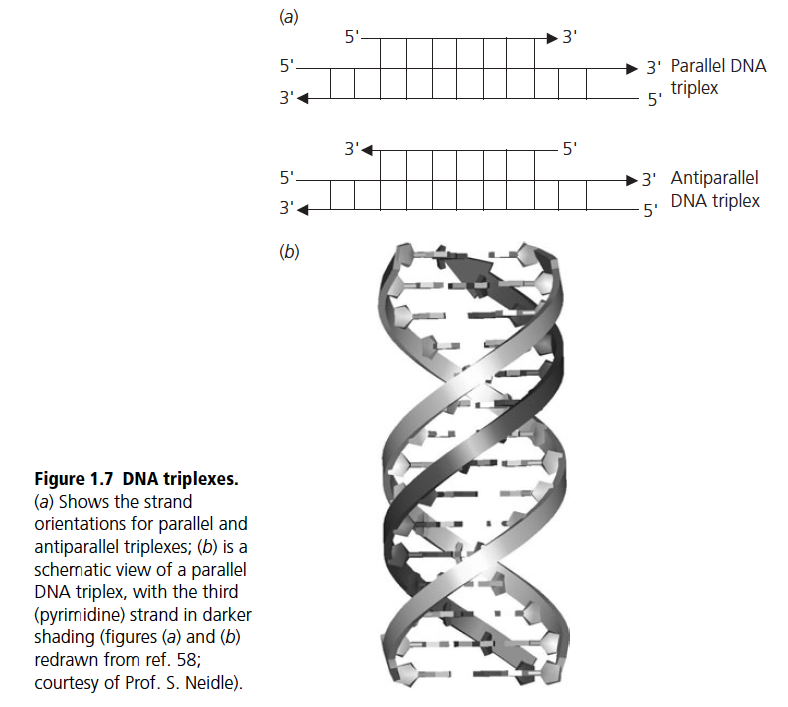 (a)
5' 3'
5' 3' Parallel DNA
3' 5' triplex
3' 5'
5' 3' Antiparallel
3' 5' DNA triplex
(b)
Figure 1.7 DNA triplexes.
(a) Shows the strand
orientations for parallel and
antiparallel triplexes; (b) is a
schematic view of a parallel
DNA triplex, with the third
(pyrimidine) strand in darker
shading (figures (a) and (b)
redrawn from ref. 58;
courtesy of Prof. S. Neidle).